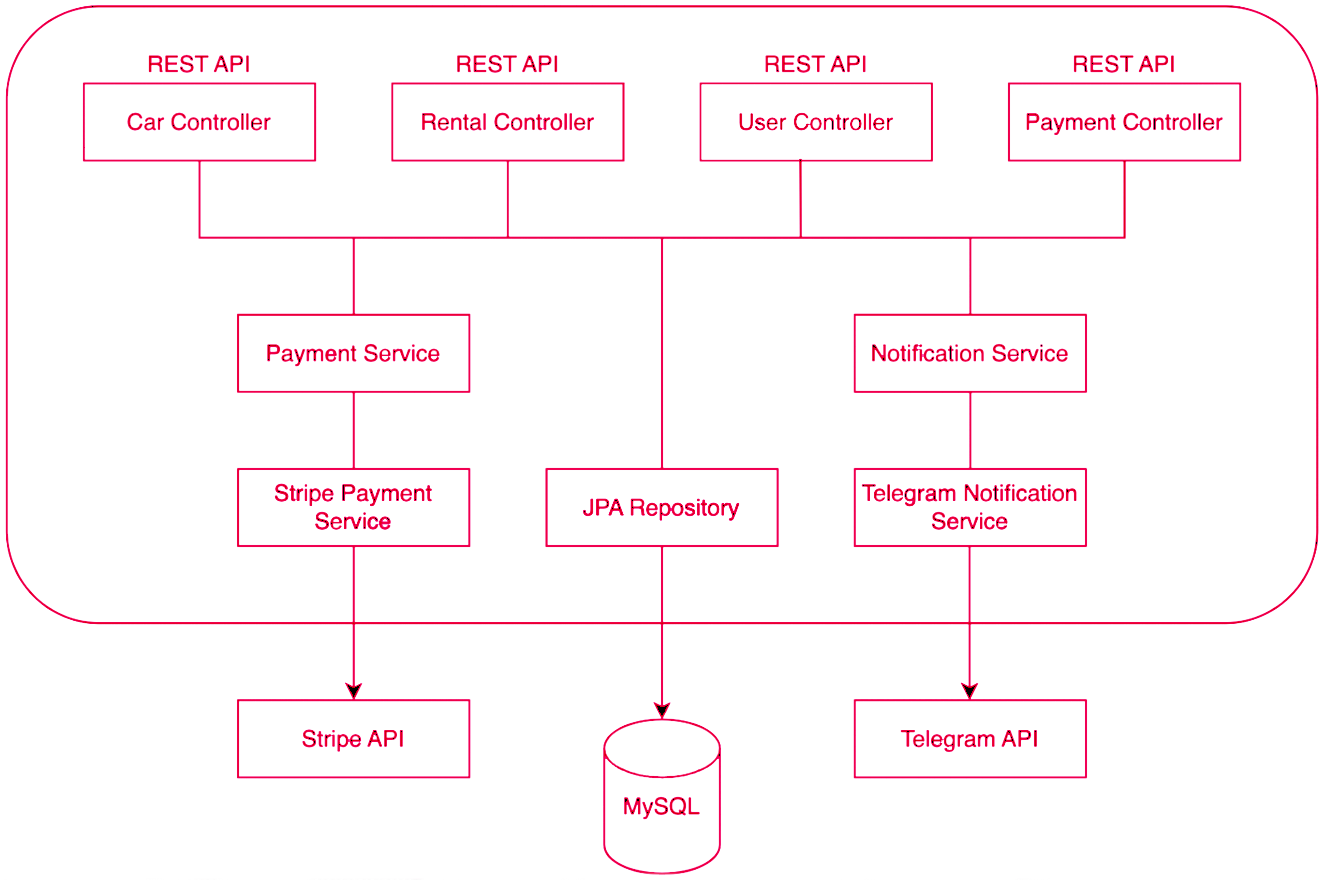 REST API
REST API
REST API
REST API
Car Controller
Rental Controller
User Controller
Payment Controller
Payment Service
Notification Service
Stripe Payment
Service
JPA Repository
Telegram Notification
Service
Stripe API
Telegram API
MySQL